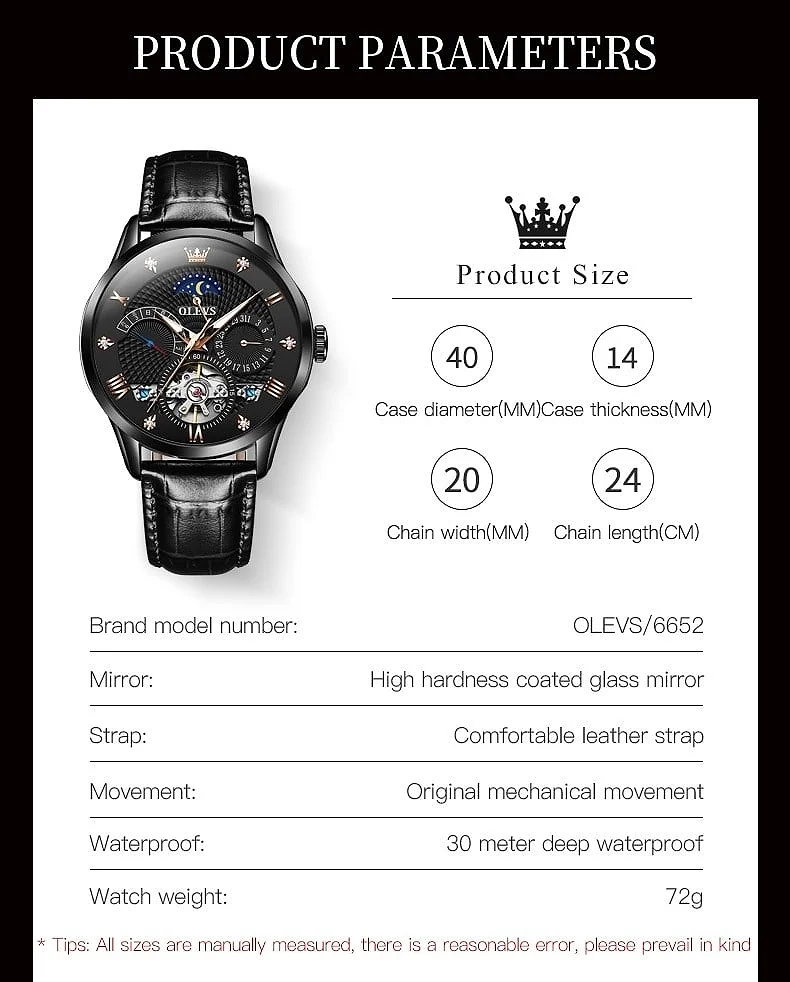 PRODUCT PARAMETERS
OLEVS
60
Product Size
40
14
Case diameter(MM)Case thickness(MM)
20
24
Chain width(MM) Chain length(CM)
Brand model number: OLEVS/6652
Mirror: High hardness coated glass mirror
Strap: Comfortable leather strap
Movement: Original mechanical movement
Waterproof: 30 meter deep waterproof
Watch weight: 72g
* Tips: All sizes are manually measured, there is a reasonable error, please prevail in kind